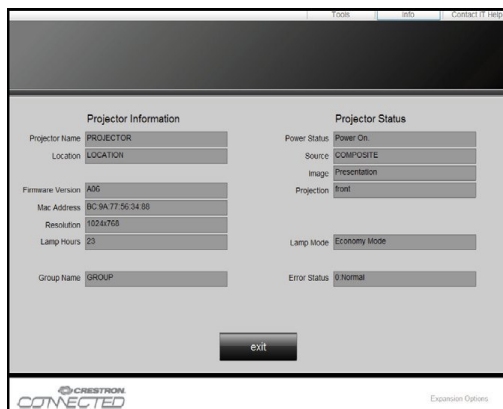 Tools Info Contact IT Help
Projector Information
Projector Name PROJECTOR
Location LOCATION
Firmware Version A06
Mac Address BC:9A:77:56:34:88
Resolution 1024x768
Lamp Hours 23
Group Name GROUP
Projector Status
Power Status Power On.
Source COMPOSITE
Image Presentation
Projection front
Lamp Mode Economy Mode
Error Status 0:Normal
exit
CRESTRON
CONNECTED
Expansion Options